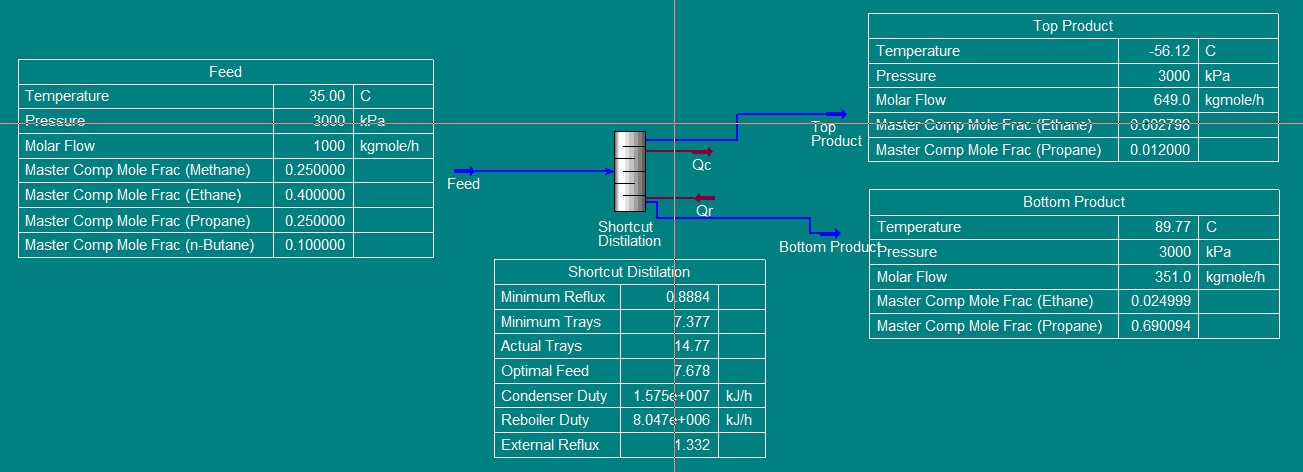 Feed
Temperature 35.00 C
Pressure 3000 kPa
Molar Flow 1000 kgmole/h
Master Comp Mole Frac (Methane) 0.250000
Master Comp Mole Frac (Ethane) 0.400000
Master Comp Mole Frac (Propane) 0.250000
Master Comp Mole Frac (n-Butane) 0.100000
Feed
Qc
Qr
Shortcut
Distilation
Top
Product
Bottom Product
Shortcut Distilation
Minimum Reflux 0.8884
Minimum Trays 7.377
Actual Trays 14.77
Optimal Feed 7.678
Condenser Duty 1.575e+007 kJ/h
Reboiler Duty 8.047e+006 kJ/h
External Reflux 1.332
Top Product
Temperature -56.12 C
Pressure 3000 kPa
Molar Flow 649.0 kgmole/h
Master Comp Mole Frac (Ethane)
Master Comp Mole Frac (Propane) 0.012000
Bottom Product
Temperature 89.77 C
Pressure 3000 kPa
Molar Flow 351.0 kgmole/h
Master Comp Mole Frac (Ethane) 0.024999
Master Comp Mole Frac (Propane) 0.690094